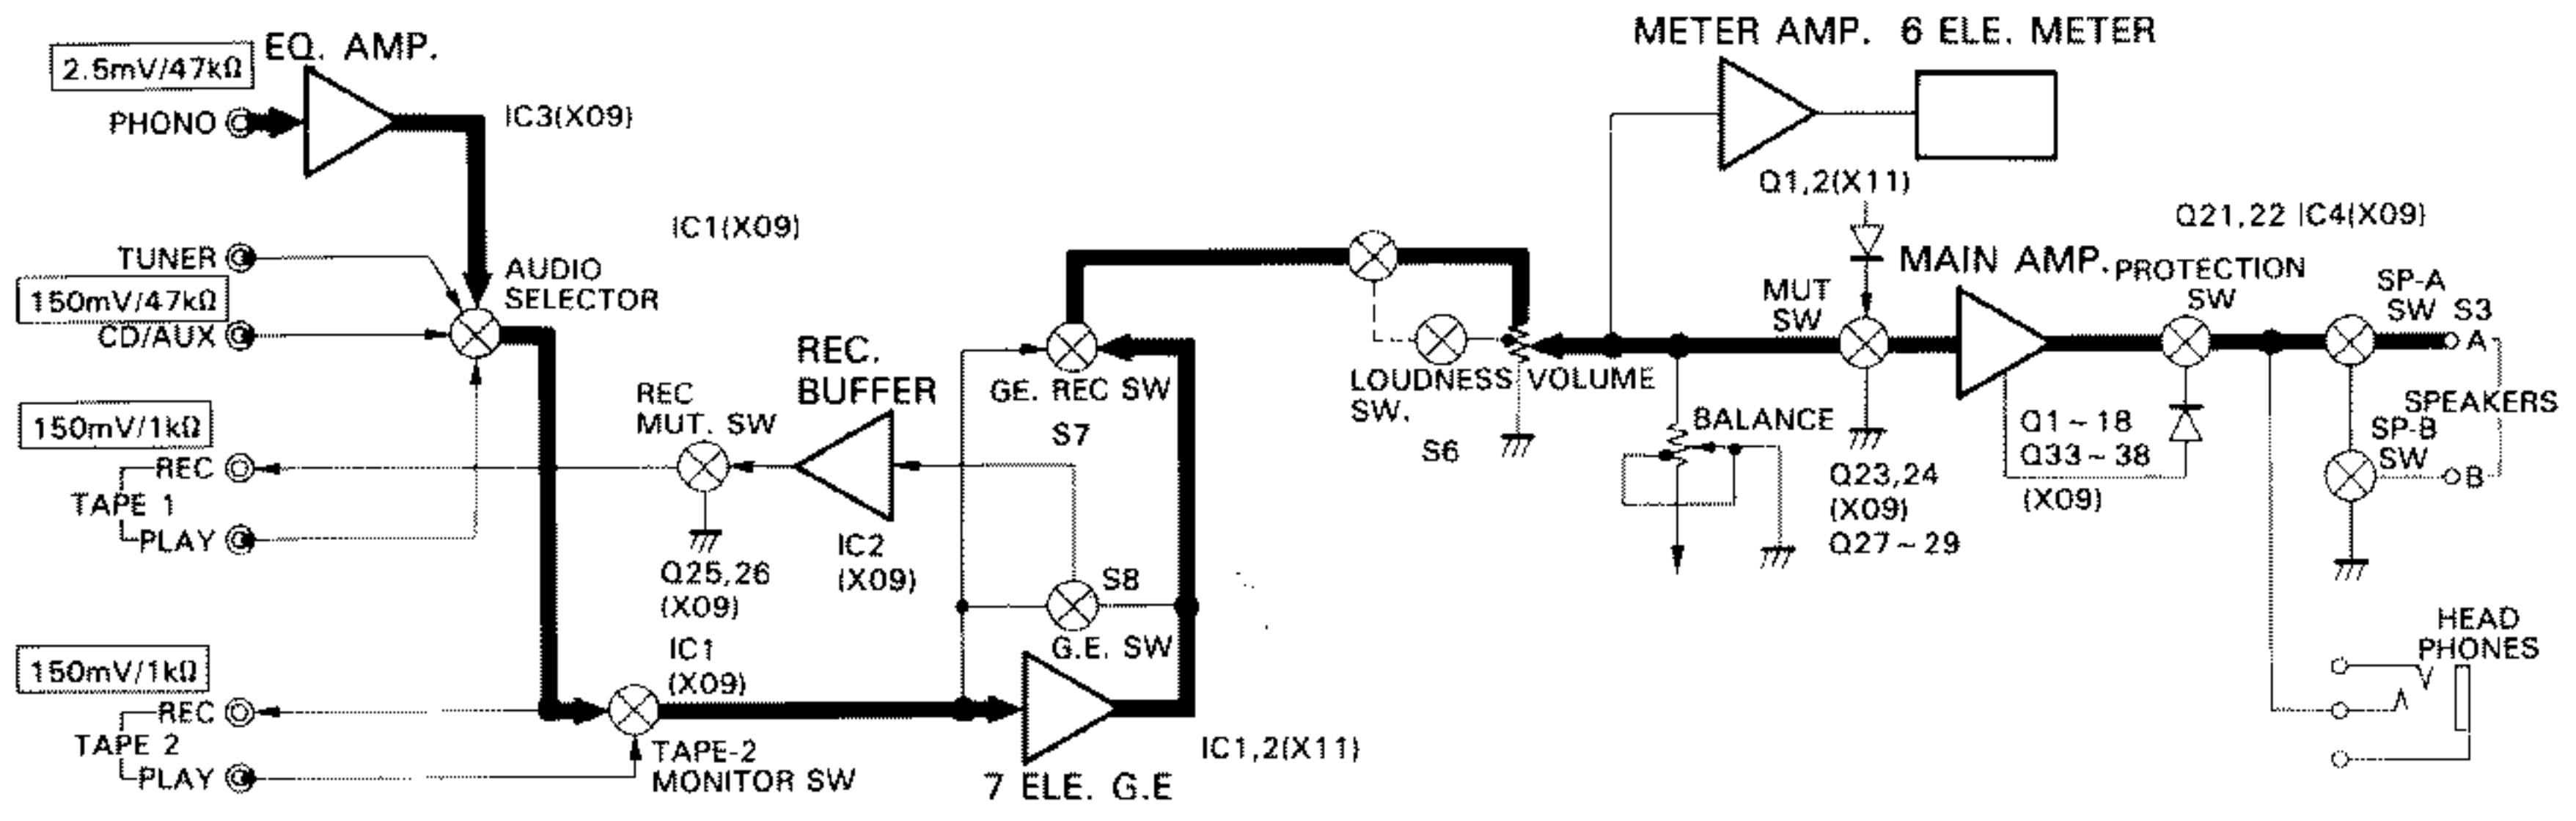 EQ. AMP.
2.5mV/47kΩ
PHONO
IC3(X09)
TUNER
150mV/47kΩ
CD/AUX
AUDIO
SELECTOR
IC1(X09)
150mV/1kΩ
REC
TAPE 1
PLAY
REC
MUT. SW
Q25,26
(X09)
REC.
BUFFER
IC2
(X09)
150mV/1kΩ
REC
TAPE 2
PLAY
IC1
(X09)
TAPE-2
MONITOR SW
GE. REC SW
S7
S8
G.E. SW
7 ELE. G.E
IC1,2(X11)
LOUDNESS
SW.
S6
VOLUME
METER AMP.
6 ELE. METER
Q1,2(X11)
BALANCE
MUT
SW
Q23,24
(X09)
Q27~29
MAIN AMP.
Q1~18
Q33~38
(X09)
Q21,22 IC4(X09)
PROTECTION
SW
SP-A
SW S3
A
SPEAKERS
SP-B
SW
B
HEAD
PHONES